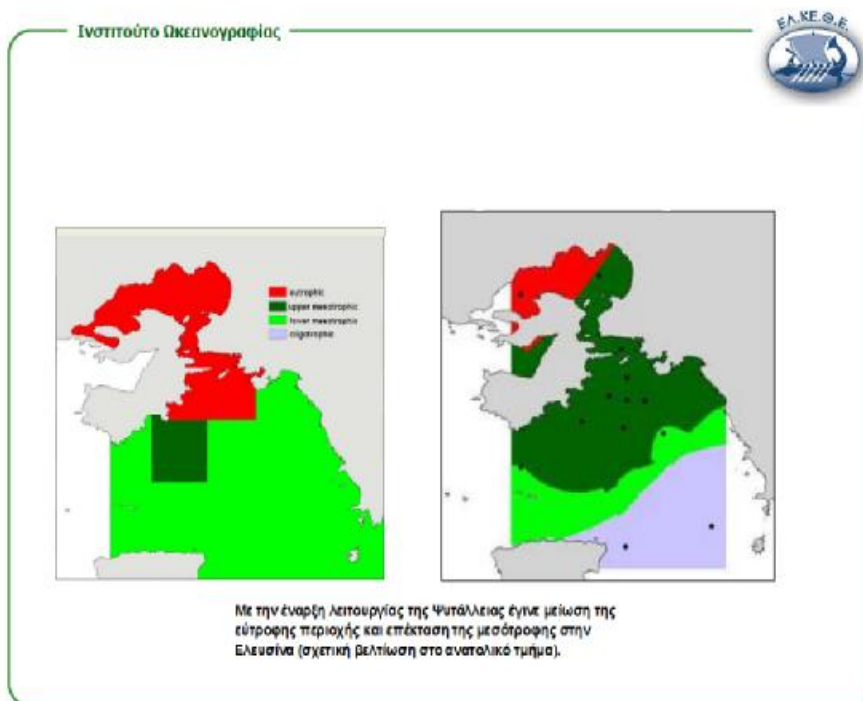 Ινστιτούτο Ωκεανογραφίας
ΕΛ.ΚΕ.Θ.Ε.
eutrophic
upper mesotrophic
lower mesotrophic
oligotrophic
Με την έναρξη λειτουργίας της Ψυτάλλειας έγινε μείωση της
εύτροφης περιοχής και επέκταση της μεσότροφης στην
Ελευσίνα (σχετική βελτίωση στο ανατολικό τμήμα).